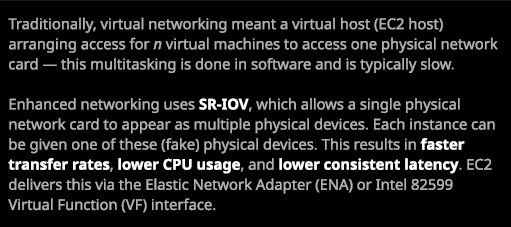 Traditionally, virtual networking meant a virtual host (EC2 host)
arranging access for n virtual machines to access one physical network
card — this multitasking is done in software and is typically slow.
Enhanced networking uses SR-IOV, which allows a single physical
network card to appear as multiple physical devices. Each instance can
be given one of these (fake) physical devices. This results in faster
transfer rates, lower CPU usage, and lower consistent latency. EC2
delivers this via the Elastic Network Adapter (ENA) or Intel 82599
Virtual Function (VF) interface.